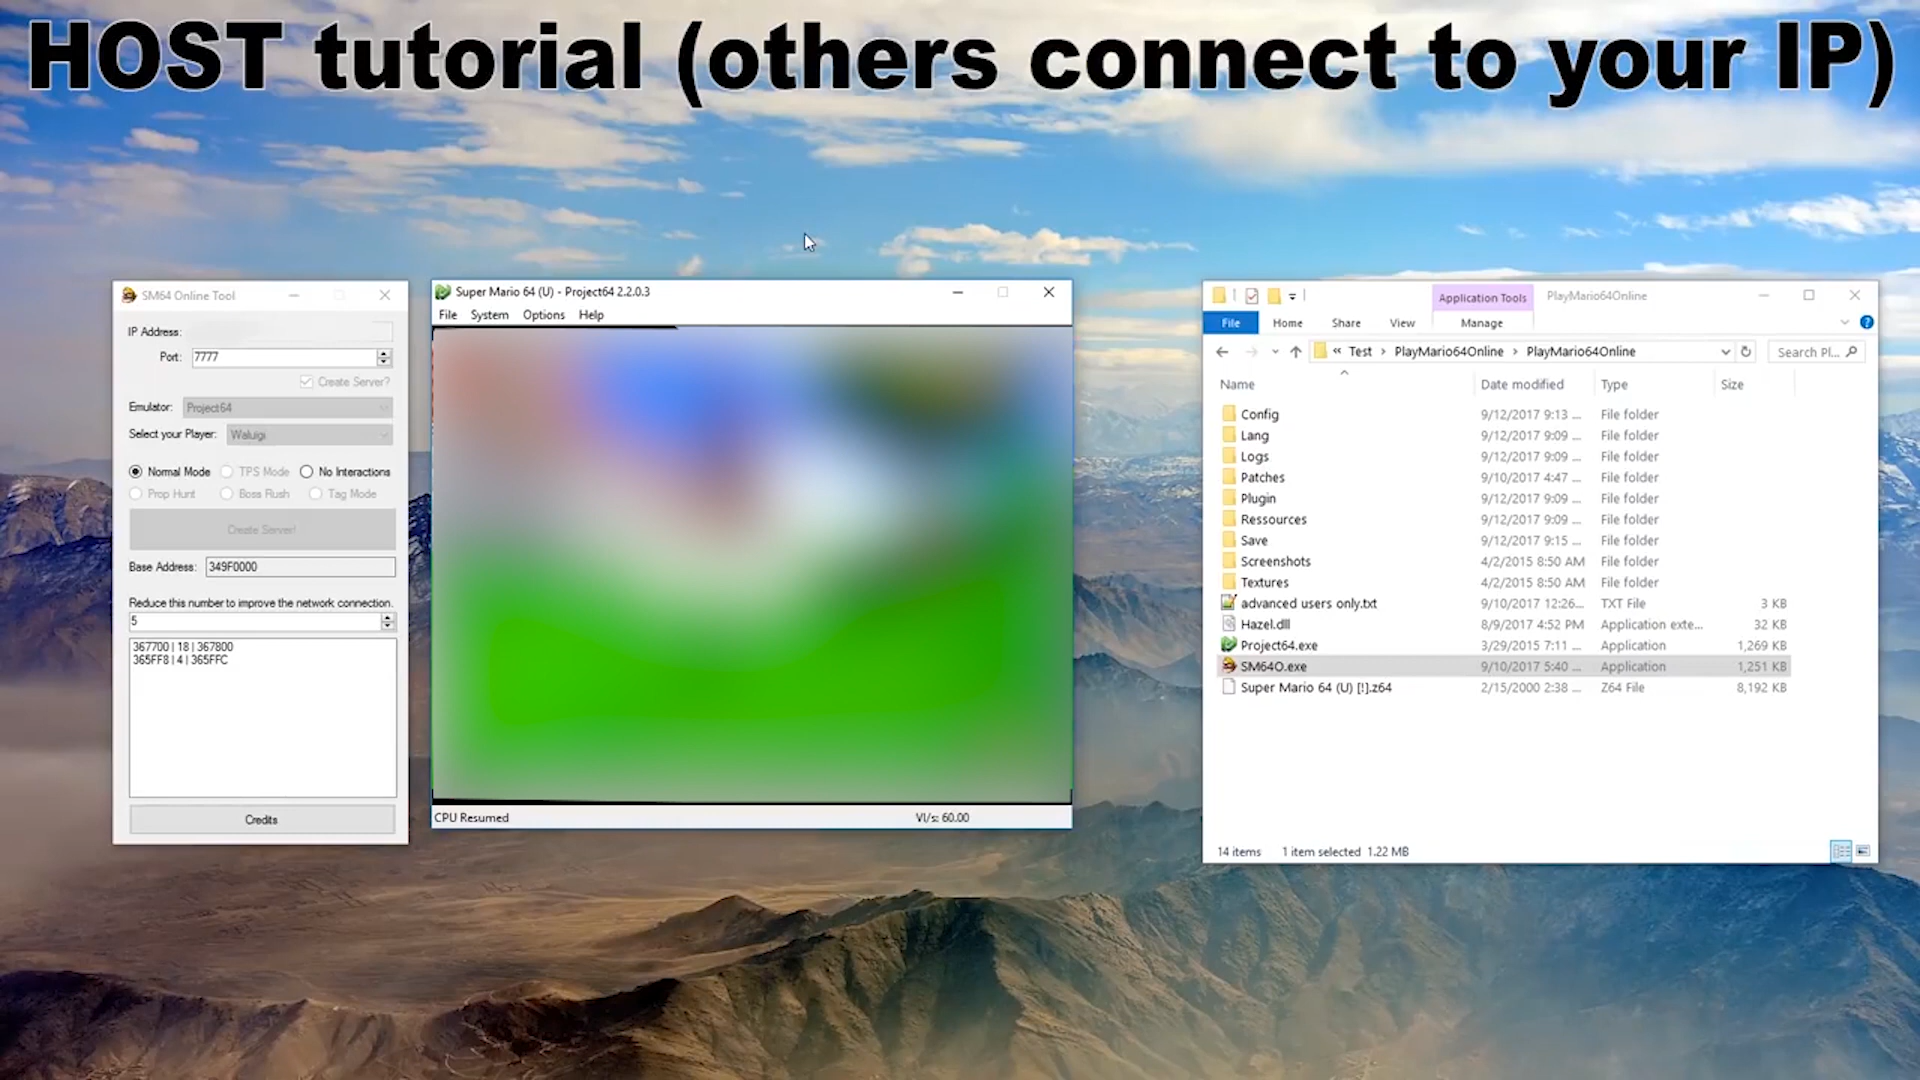 HOST tutorial (others connect to your IP)
SM64 Online Tool
IP Address:
Port: 7777
Create Server?
Emulator: Project64
Select your Player: Waluigi
Normal Mode TPS Mode No Interactions
Prop Hunt Boss Rush Tag Mode
Create Server!
Base Address: 349F0000
Reduce this number to improve the network connection.
5
367700 | 18 | 367800
365FF8 | 4 | 365FFC
Credits
Super Mario 64 (U) - Project64 2.2.0.3
File System Options Help
CPU Resumed VI/s: 60.00
Application Tools PlayMario64Online
File Home Share View Manage
« Test › PlayMario64Online › PlayMario64Online Search Pl...
Name Date modified Type Size
Config 9/12/2017 9:13 ... File folder
Lang 9/12/2017 9:09 ... File folder
Logs 9/12/2017 9:09 ... File folder
Patches 9/10/2017 4:47 ... File folder
Plugin 9/12/2017 9:09 ... File folder
Ressources 9/12/2017 9:09 ... File folder
Save 9/12/2017 9:15 ... File folder
Screenshots 4/2/2015 8:50 AM File folder
Textures 4/2/2015 8:50 AM File folder
advanced users only.txt 9/10/2017 12:26... TXT File 3 KB
Hazel.dll 8/9/2017 4:52 PM Application exte... 32 KB
Project64.exe 3/29/2015 7:11 ... Application 1,269 KB
SM64O.exe 9/10/2017 5:40 ... Application 1,251 KB
Super Mario 64 (U) [!].z64 2/15/2000 2:38 ... Z64 File 8,192 KB
14 items 1 item selected 1.22 MB